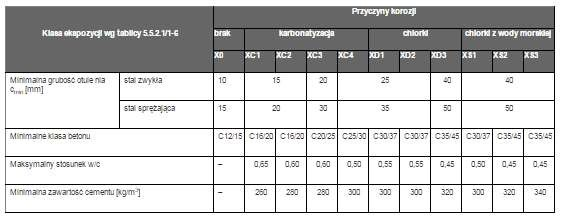 Przyczyny korozji
Klasa ekspozycji wg tablicy 5.5.2.1/1-6 brak karbonatyzacja chlorki chlorki z wody morskiej
X0 XC1 XC2 XC3 XC4 XD1 XD2 XD3 XS1 XS2 XS3
Minimalna grubość otule nia stal zwykła 10 15 20 25 40 40
cmin [mm]
stal sprężająca 15 20 30 35 50 50
Minimalne klasa betonu C12/15 C16/20 C16/20 C20/25 C25/30 C30/37 C30/37 C35/45 C30/37 C35/45 C35/45
Maksymalny stosunek w/c – 0,65 0,60 0,60 0,50 0,55 0,55 0,45 0,50 0,45 0,45
Minimalna zawartość cementu [kg/m³] – 260 280 280 300 300 300 320 300 320 340